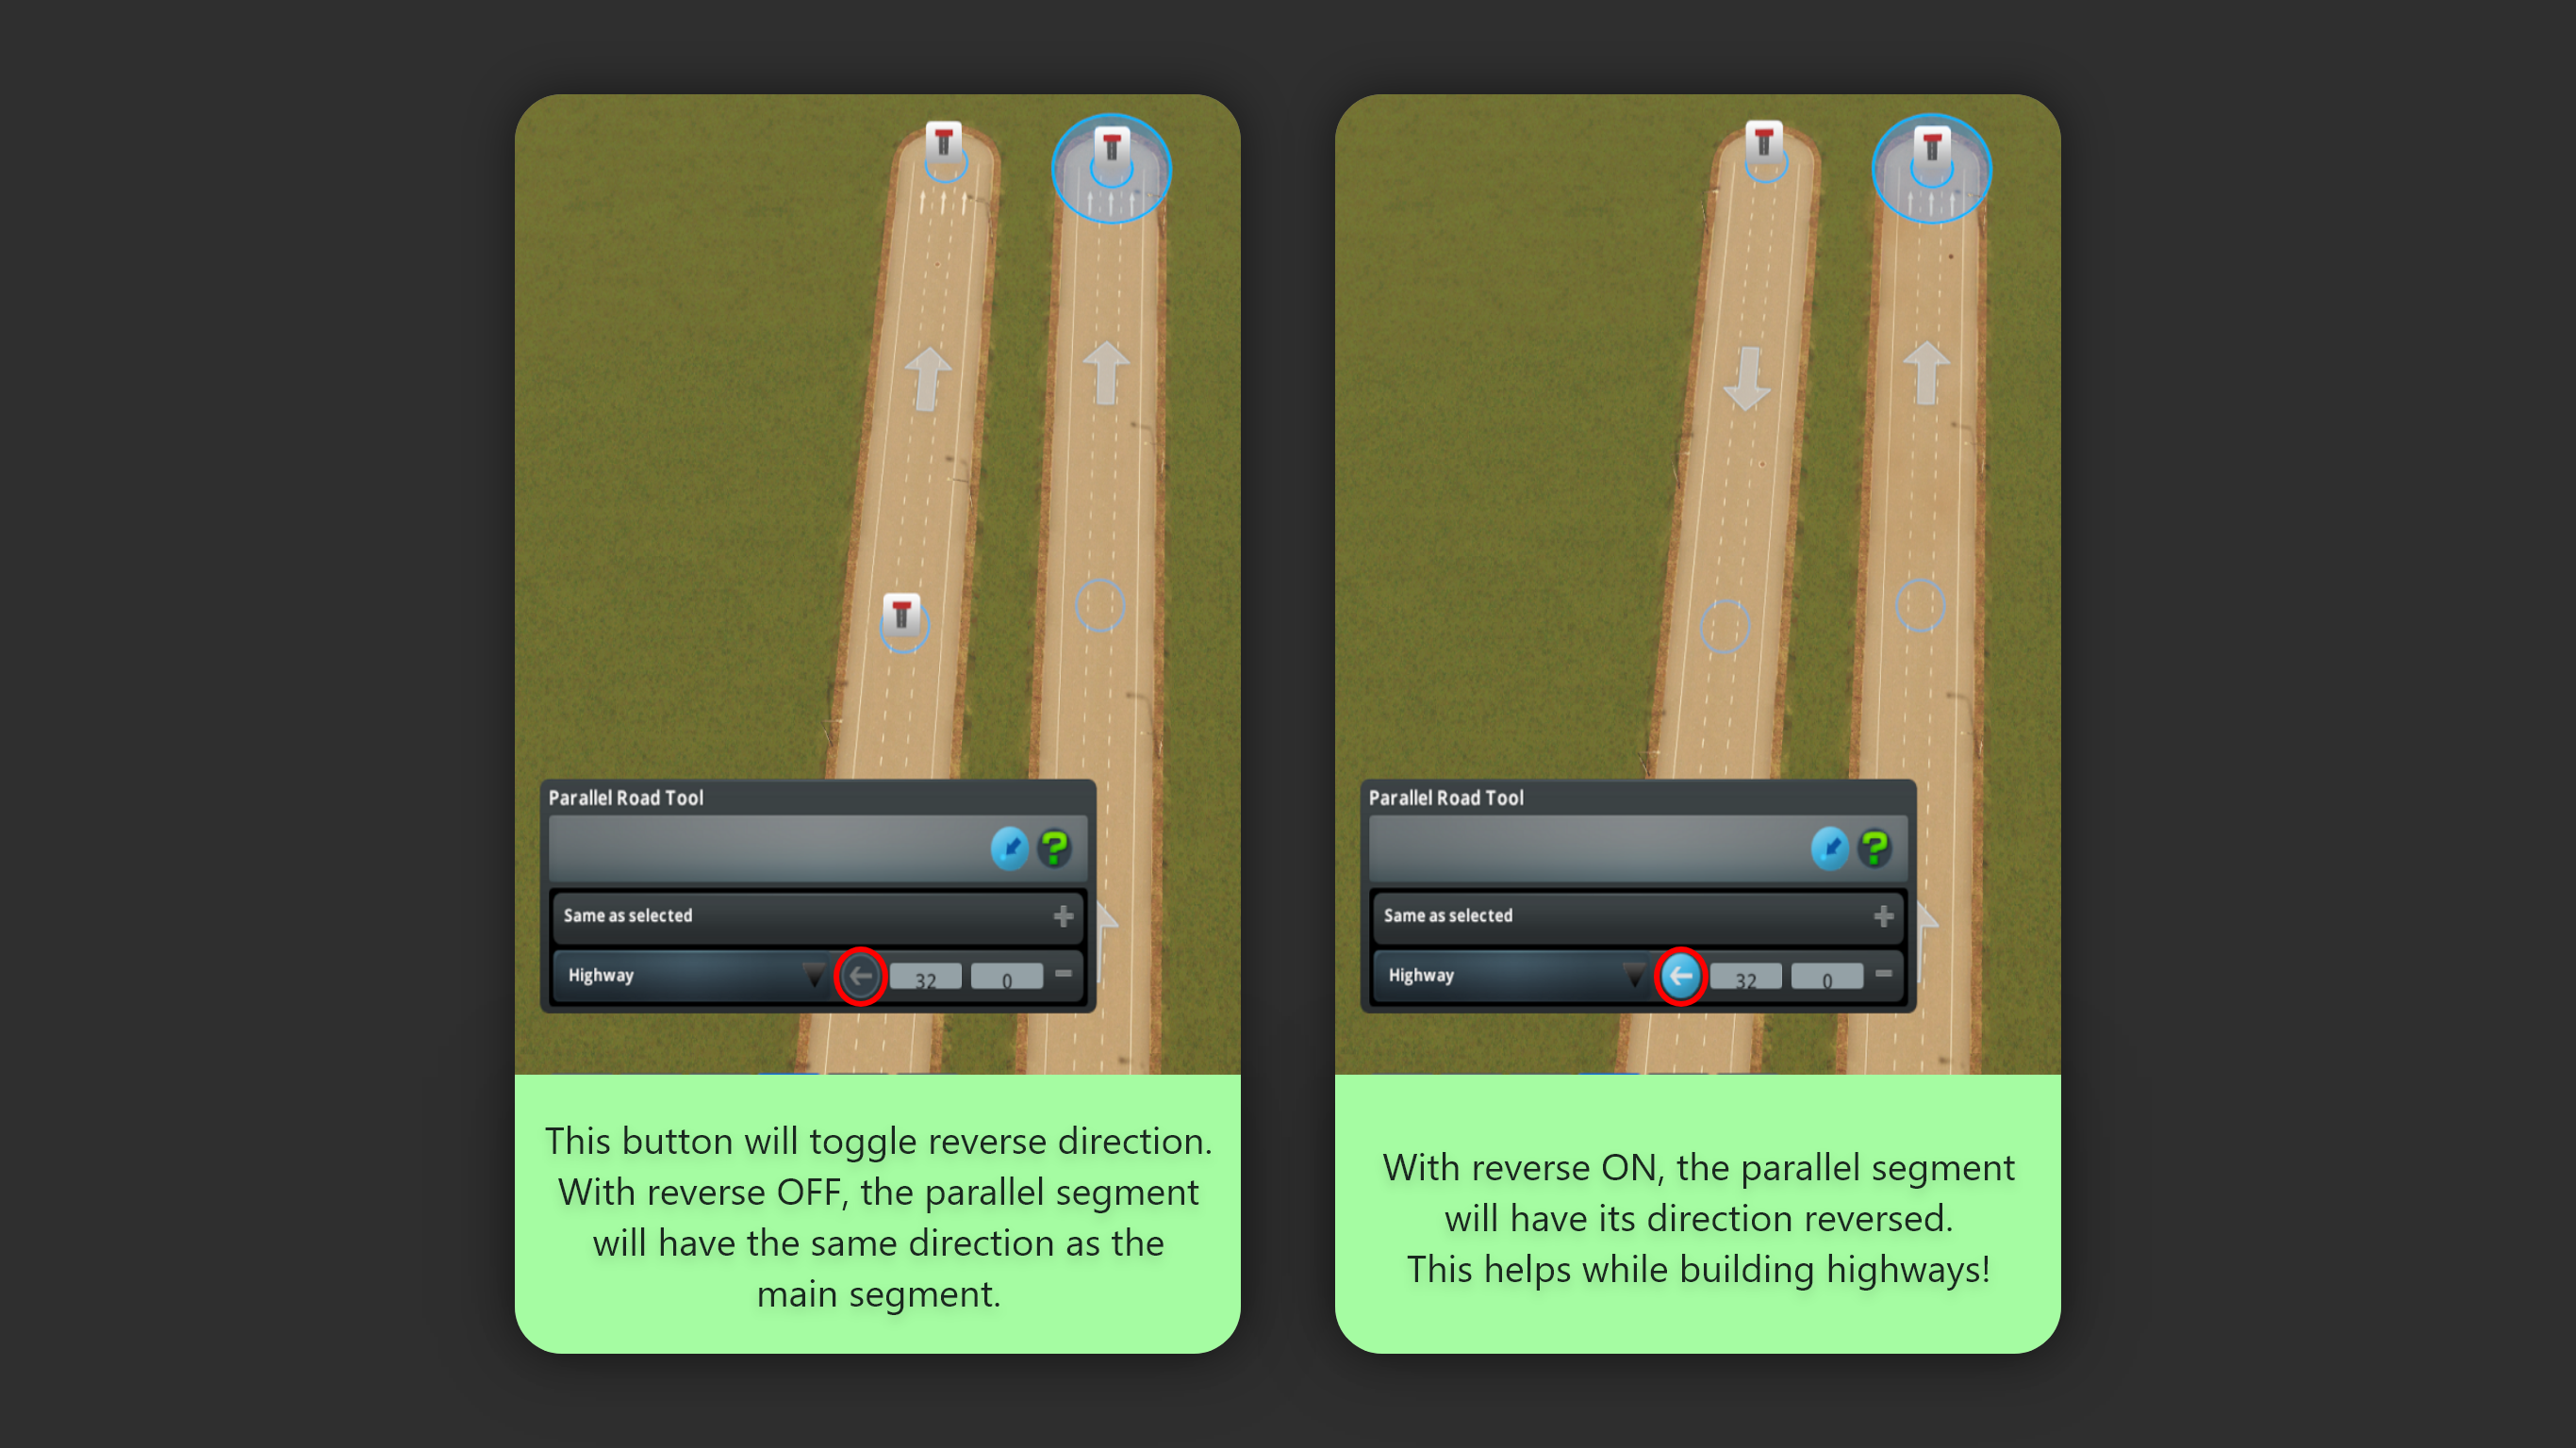 Parallel Road Tool
?
Same as selected
Highway
32
0
This button will toggle reverse direction.
With reverse OFF, the parallel segment
will have the same direction as the
main segment.
Parallel Road Tool
?
Same as selected
Highway
32
0
With reverse ON, the parallel segment
will have its direction reversed.
This helps while building highways!